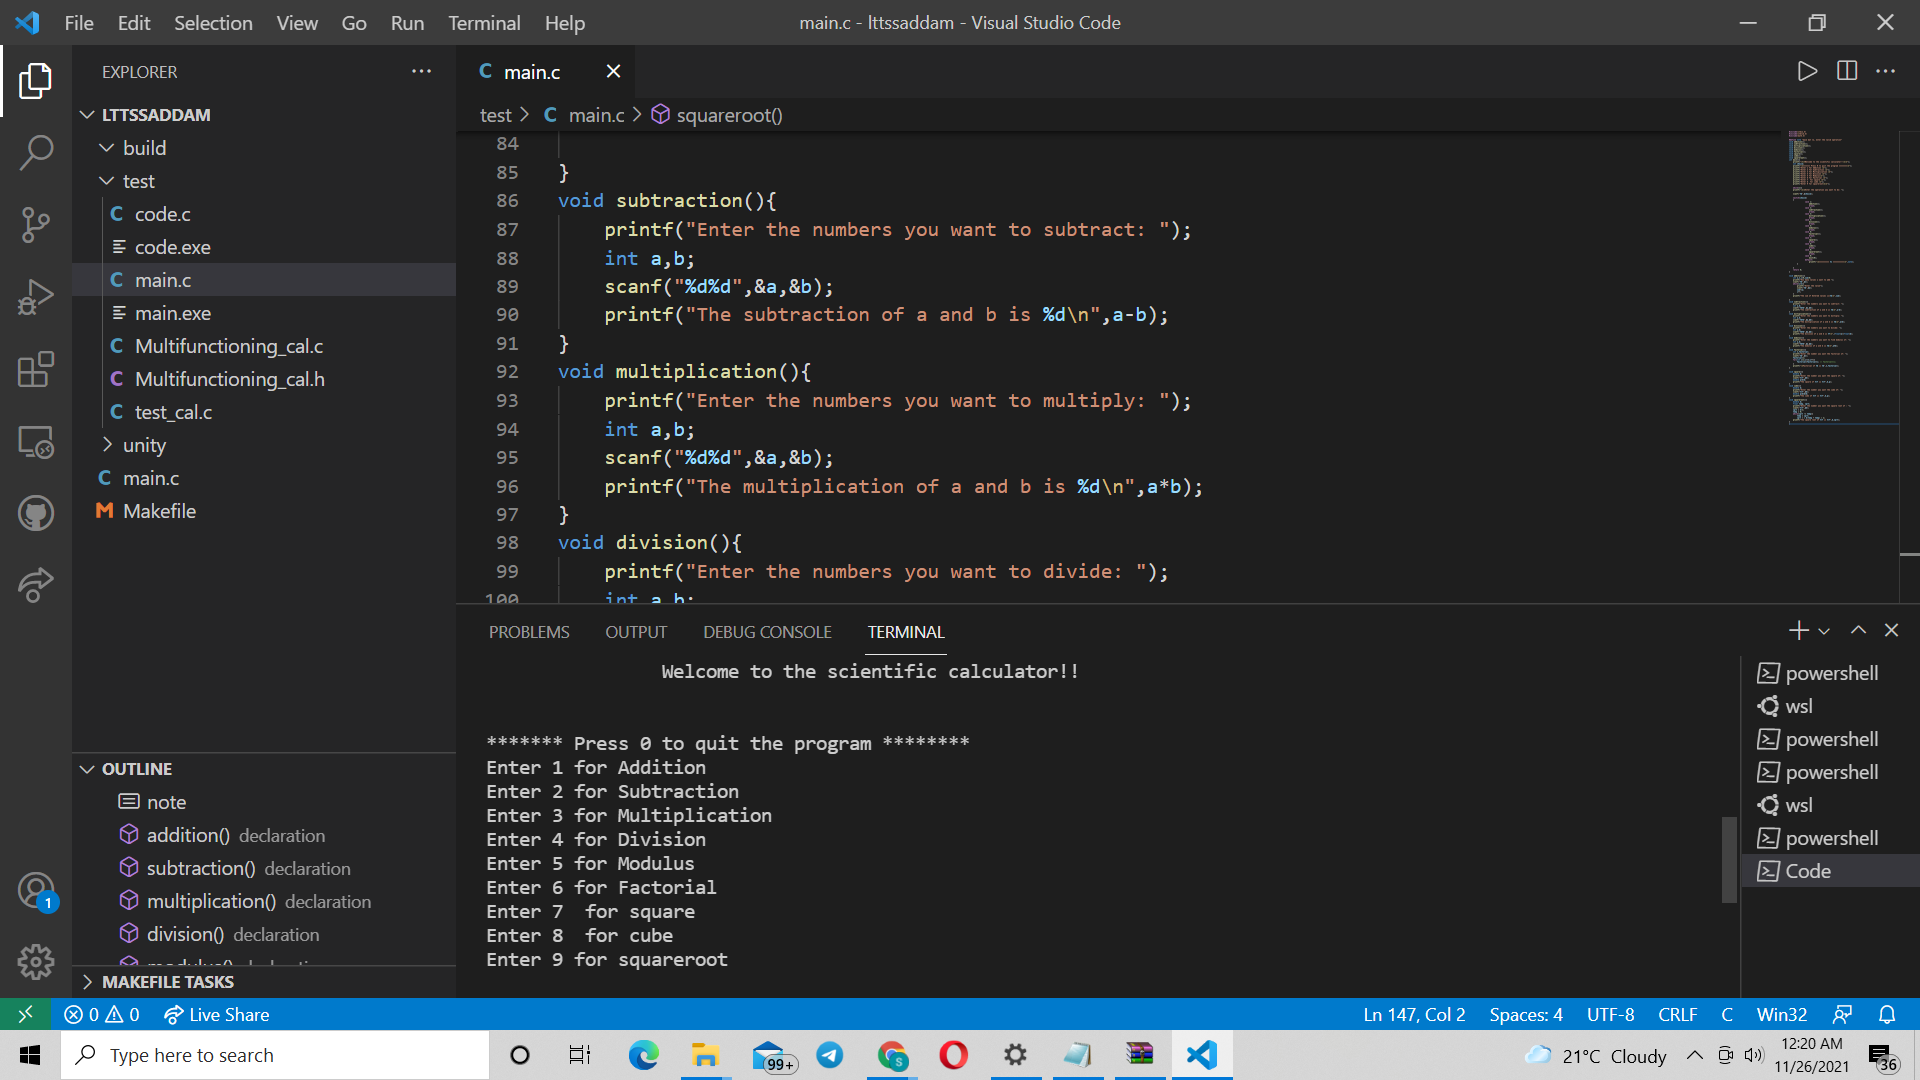 File Edit Selection View Go Run Terminal Help
main.c - lttssaddam - Visual Studio Code
EXPLORER
LTTSSADDAM
build
test
C code.c
code.exe
C main.c
main.exe
C Multifunctioning_cal.c
C Multifunctioning_cal.h
C test_cal.c
unity
C main.c
M Makefile
OUTLINE
note
addition() declaration
subtraction() declaration
multiplication() declaration
division() declaration
MAKEFILE TASKS
C main.c
test > C main.c > squareroot()
84
85 }
86 void subtraction(){
87 printf("Enter the numbers you want to subtract: ");
88 int a,b;
89 scanf("%d%d",&a,&b);
90 printf("The subtraction of a and b is %d\n",a-b);
91 }
92 void multiplication(){
93 printf("Enter the numbers you want to multiply: ");
94 int a,b;
95 scanf("%d%d",&a,&b);
96 printf("The multiplication of a and b is %d\n",a*b);
97 }
98 void division(){
99 printf("Enter the numbers you want to divide: ");
100 int a,b;
PROBLEMS OUTPUT DEBUG CONSOLE TERMINAL
Welcome to the scientific calculator!!
******* Press 0 to quit the program ********
Enter 1 for Addition
Enter 2 for Subtraction
Enter 3 for Multiplication
Enter 4 for Division
Enter 5 for Modulus
Enter 6 for Factorial
Enter 7  for square
Enter 8  for cube
Enter 9 for squareroot
powershell
wsl
powershell
powershell
wsl
powershell
Code
1
0 0 Live Share
Ln 147, Col 2 Spaces: 4 UTF-8 CRLF C Win32
Type here to search
99+
S
21°C Cloudy
12:20 AM
11/26/2021
36